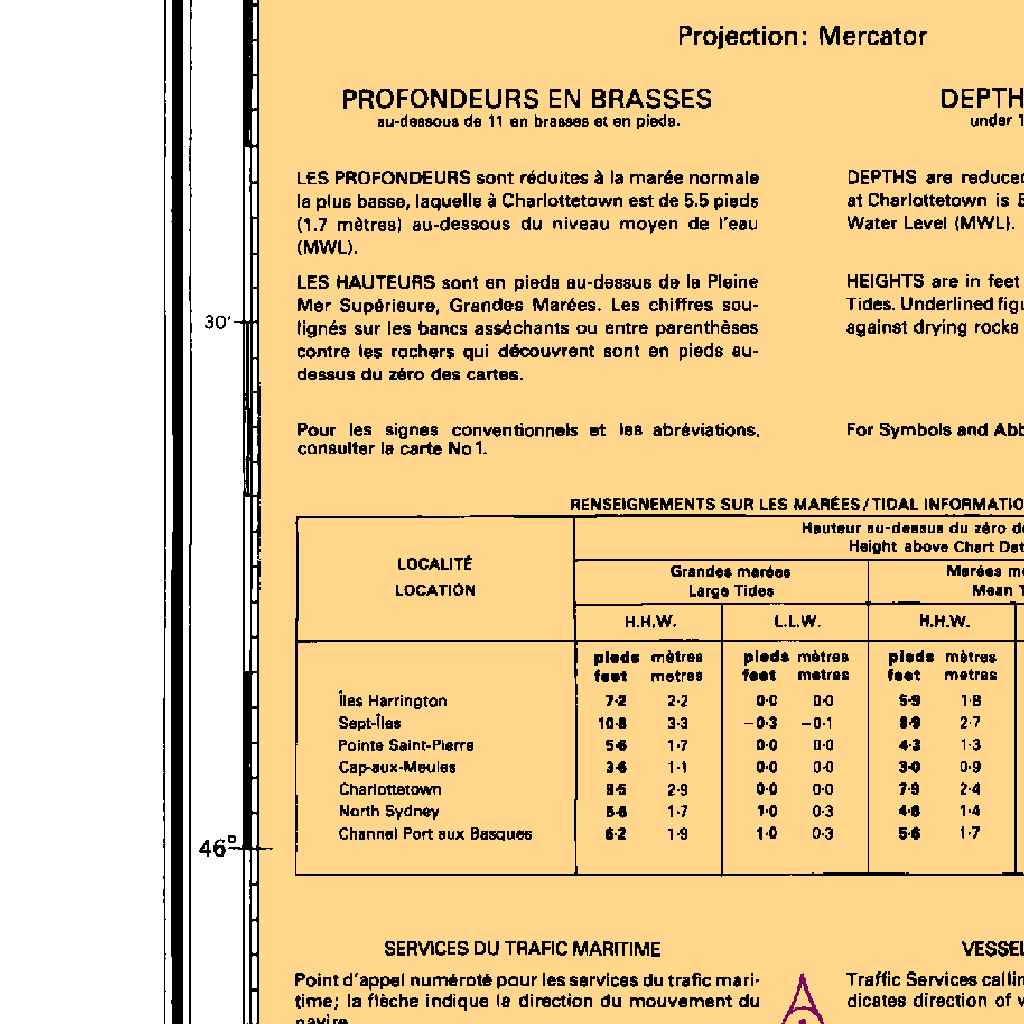 Projection: Mercator
PROFONDEURS EN BRASSES
au-dessous de 11 en brasses et en pieds.
LES PROFONDEURS sont réduites à la marée normale
la plus basse, laquelle à Charlottetown est de 5.5 pieds
(1.7 mètres) au-dessous du niveau moyen de l'eau
(MWL).
LES HAUTEURS sont en pieds au-dessus de la Pleine
Mer Supérieure, Grandes Marées. Les chiffres sou-
lignés sur les bancs asséchants ou entre parenthèses
contre les rochers qui découvrent sont en pieds au-
dessus du zéro des cartes.
Pour les signes conventionnels et les abréviations,
consulter la carte No 1.
DEPTH
under 1
DEPTHS are reduced
at Charlottetown is 5
Water Level (MWL).
HEIGHTS are in feet
Tides. Underlined figu
against drying rocks
For Symbols and Abb
30′
46°
RENSEIGNEMENTS SUR LES MARÉES/TIDAL INFORMATIO
LOCALITÉ
LOCATION
Hauteur au-dessus du zéro de
Height above Chart Dat
Grandes marées
Large Tides
Marées mo
Mean T
H.H.W. L.L.W. H.H.W.
pieds mètres pieds mètres pieds mètres
feet metres feet metres feet metres
Îles Harrington 7·2 2·2 0·0 0·0 5·9 1·8
Sept-Îles 10·8 3·3 −0·3 −0·1 8·9 2·7
Pointe Saint-Pierre 5·6 1·7 0·0 0·0 4·3 1·3
Cap-aux-Meules 3·6 1·1 0·0 0·0 3·0 0·9
Charlottetown 9·5 2·9 0·0 0·0 7·9 2·4
North Sydney 5·6 1·7 1·0 0·3 4·6 1·4
Channel Port aux Basques 6·2 1·9 1·0 0·3 5·6 1·7
SERVICES DU TRAFIC MARITIME
Point d'appel numéroté pour les services du trafic mari-
time; la flèche indique la direction du mouvement du
navire.
VESSEL
Traffic Services callin
dicates direction of v